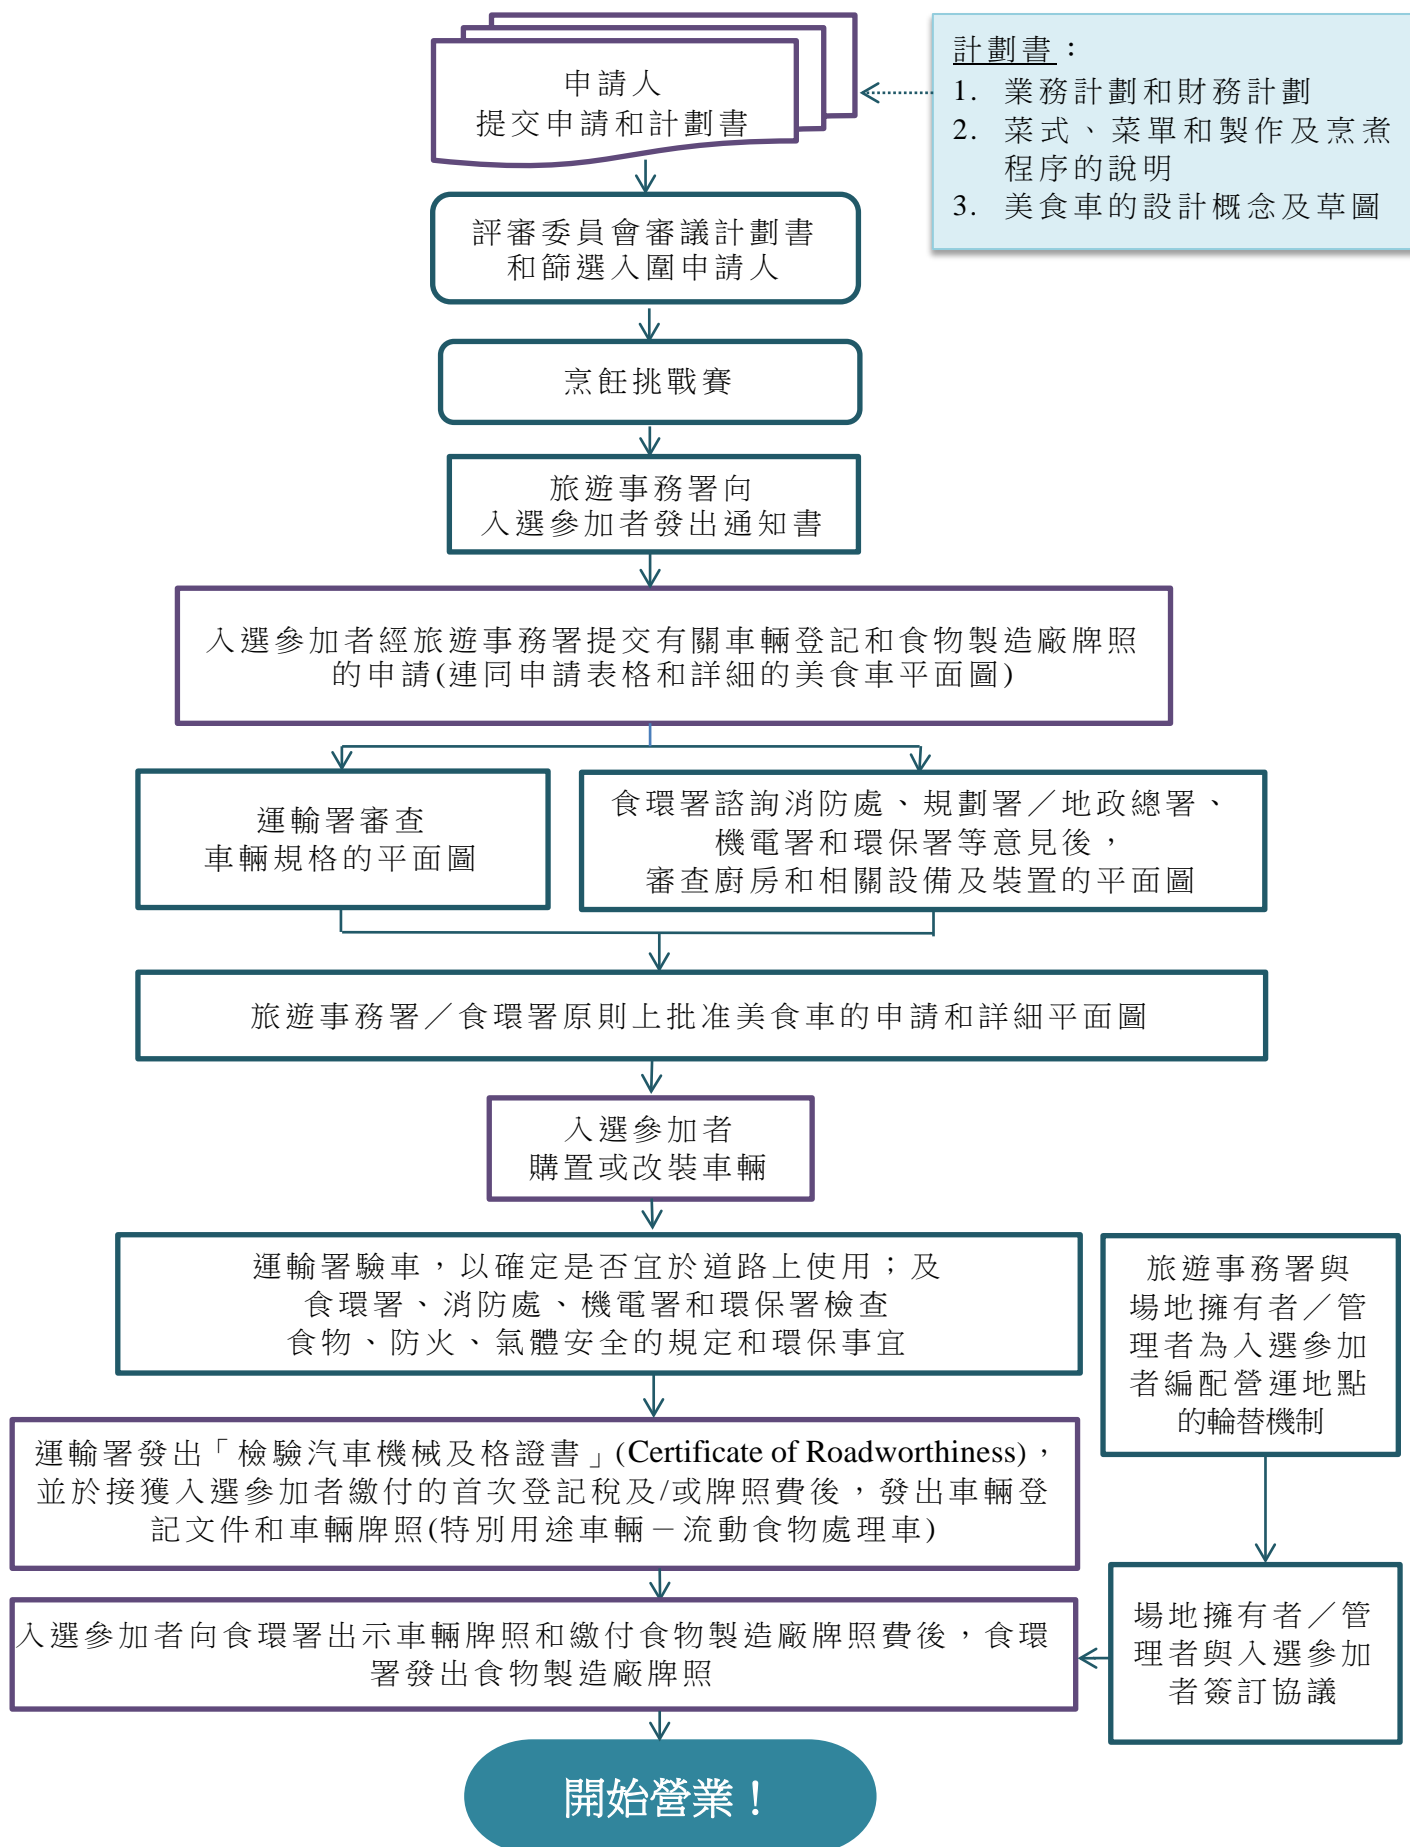 申請人
提交申請和計劃書
計劃書：
1. 業務計劃和財務計劃
2. 菜式、菜單和製作及烹煮
程序的說明
3. 美食車的設計概念及草圖
評審委員會審議計劃書
和篩選入圍申請人
烹飪挑戰賽
旅遊事務署向
入選參加者發出通知書
入選參加者經旅遊事務署提交有關車輛登記和食物製造廠牌照
的申請(連同申請表格和詳細的美食車平面圖)
運輸署審查
車輛規格的平面圖
食環署諮詢消防處、規劃署／地政總署、
機電署和環保署等意見後，
審查廚房和相關設備及裝置的平面圖
旅遊事務署／食環署原則上批准美食車的申請和詳細平面圖
入選參加者
購置或改裝車輛
運輸署驗車，以確定是否宜於道路上使用；及
食環署、消防處、機電署和環保署檢查
食物、防火、氣體安全的規定和環保事宜
旅遊事務署與
場地擁有者／管
理者為入選參加
者編配營運地點
的輪替機制
運輸署發出「檢驗汽車機械及格證書」(Certificate of Roadworthiness)，
並於接獲入選參加者繳付的首次登記稅及/或牌照費後，發出車輛登
記文件和車輛牌照(特別用途車輛－流動食物處理車)
入選參加者向食環署出示車輛牌照和繳付食物製造廠牌照費後，食環
署發出食物製造廠牌照
場地擁有者／管
理者與入選參加
者簽訂協議
開始營業！